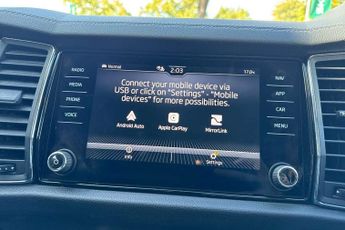 Normal
2:03
17.0
RADIO
MEDIA
PHONE
VOICE
Connect your mobile device via
USB or click on "Settings" - "Mobile
devices" for more possibilities.
Android Auto
Apple CarPlay
MirrorLink
Info
Settings
NAV
APP
CAR
MENU